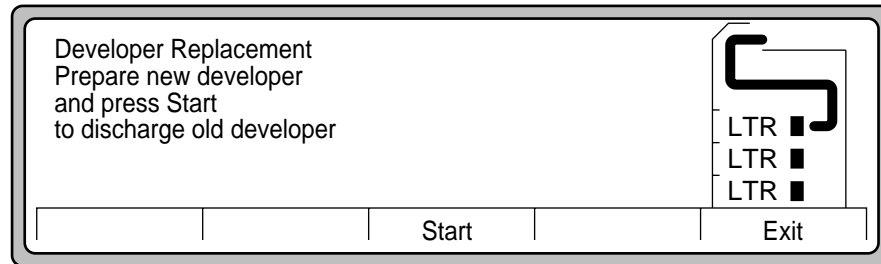 Developer Replacement
Prepare new developer
and press Start
to discharge old developer
LTR
LTR
LTR
Start
Exit